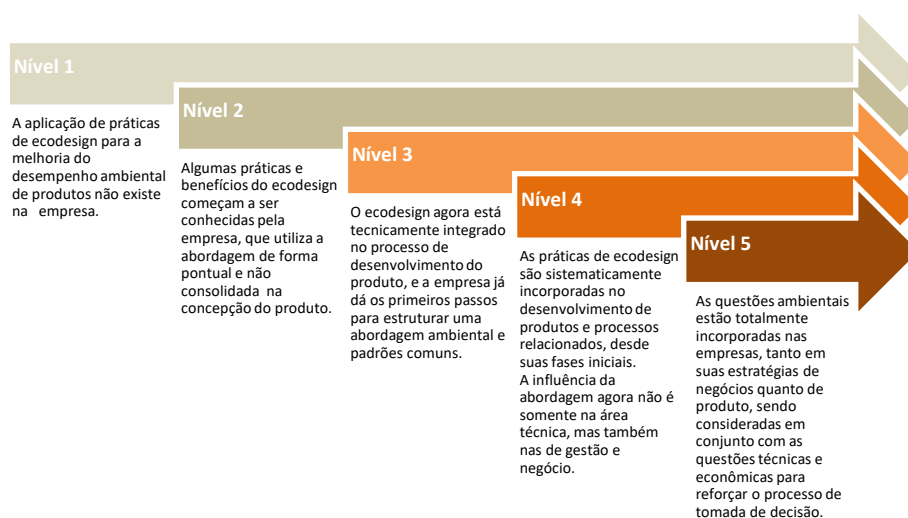 Nível 1
A aplicação de práticas
de ecodesign para a
melhoria do
desempenho ambiental
de produtos não existe
na empresa.
Nível 2
Algumas práticas e
benefícios do ecodesign
começam a ser
conhecidas pela
empresa, que utiliza a
abordagem de forma
pontual e não
consolidada na
concepção do produto.
Nível 3
O ecodesign agora está
tecnicamente integrado
no processo de
desenvolvimento do
produto, e a empresa já
dá os primeiros passos
para estruturar uma
abordagem ambiental e
padrões comuns.
Nível 4
As práticas de ecodesign
são sistematicamente
incorporadas no
desenvolvimento de
produtos e processos
relacionados, desde
suas fases iniciais.
A influência da
abordagem agora não é
somente na área
técnica, mas também
nas de gestão e
negócio.
Nível 5
As questões ambientais
estão totalmente
incorporadas nas
empresas, tanto em
suas estratégias de
negócios quanto de
produto, sendo
consideradas em
conjunto com as
questões técnicas e
econômicas para
reforçar o processo de
tomada de decisão.